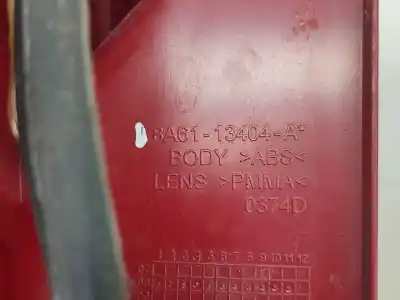 8A61-13404-A*
BODY >ABS<
LENS >PMMA<
0374D
1 2 3 4 5 6 7 8 9 10 11 12